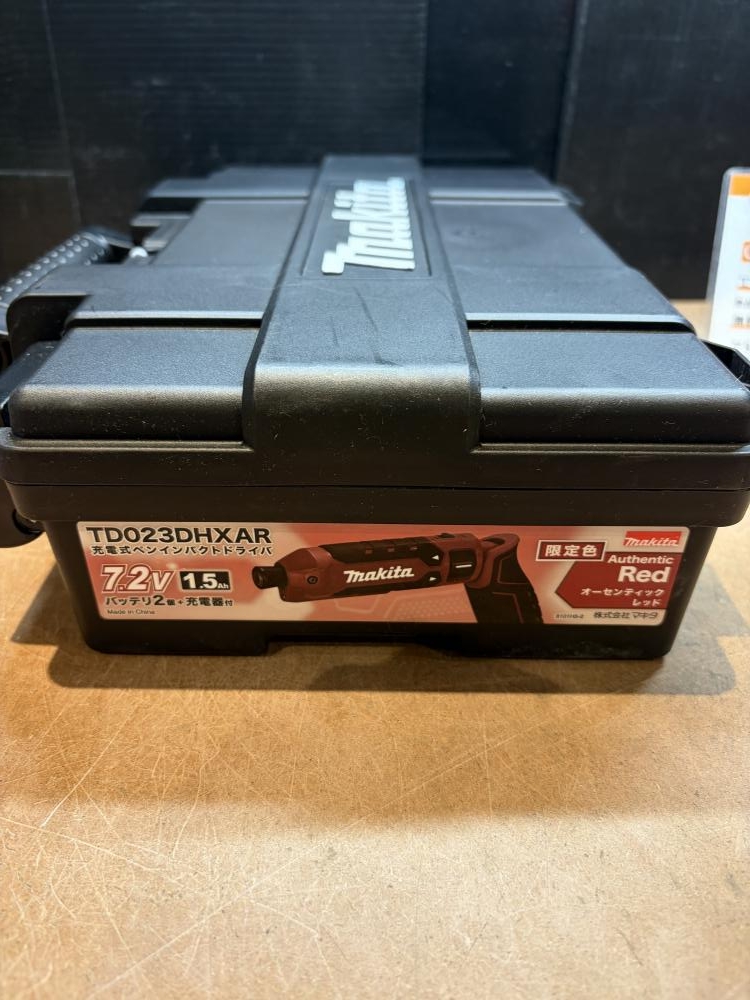 makita
TD023DHXAR
充電式ペンインパクトドライバ
7.2V 1.5Ah
バッテリ2個+充電器付
Made in China
makita
限定色
makita
Authentic
Red
オーセンティック
レッド
株式会社マキタ